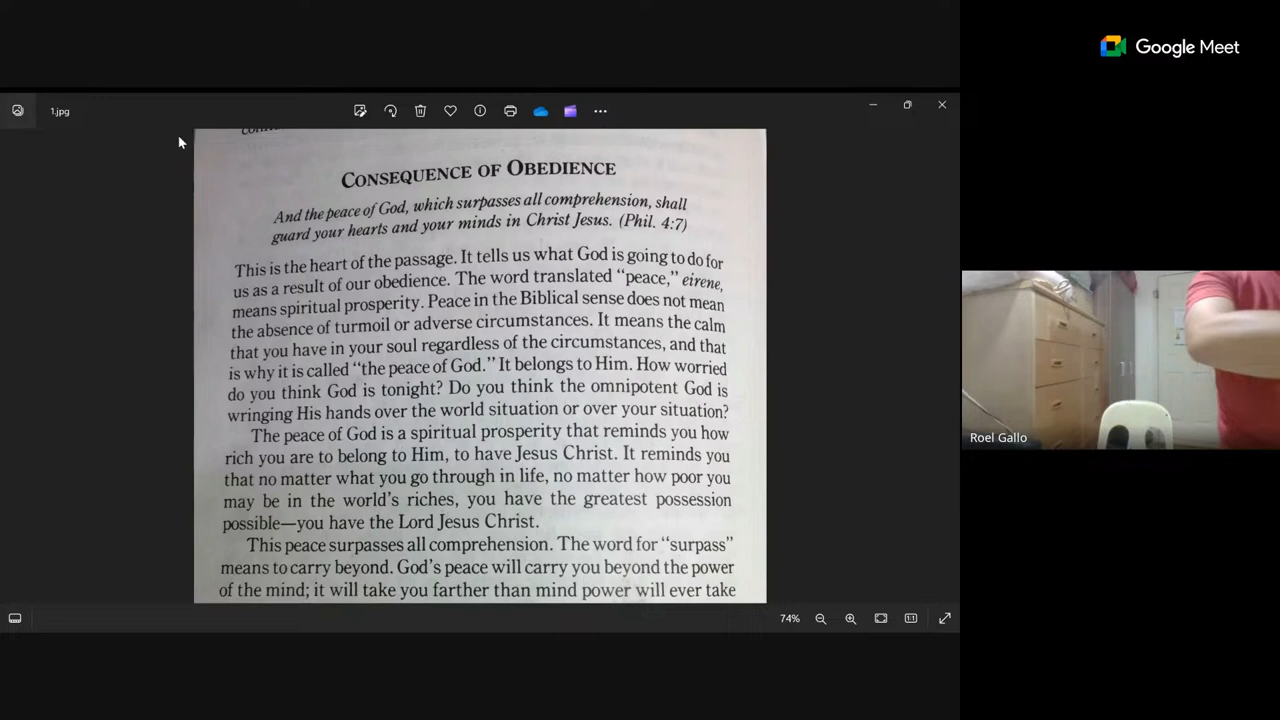 Google Meet
1.jpg
CONSEQUENCE OF OBEDIENCE
And the peace of God, which surpasses all comprehension, shall
guard your hearts and your minds in Christ Jesus. (Phil. 4:7)
This is the heart of the passage. It tells us what God is going to do for
us as a result of our obedience. The word translated “peace,” eirene,
means spiritual prosperity. Peace in the Biblical sense does not mean
the absence of turmoil or adverse circumstances. It means the calm
that you have in your soul regardless of the circumstances, and that
is why it is called “the peace of God.” It belongs to Him. How worried
do you think God is tonight? Do you think the omnipotent God is
wringing His hands over the world situation or over your situation?
The peace of God is a spiritual prosperity that reminds you how
rich you are to belong to Him, to have Jesus Christ. It reminds you
that no matter what you go through in life, no matter how poor you
may be in the world’s riches, you have the greatest possession
possible—you have the Lord Jesus Christ.
This peace surpasses all comprehension. The word for “surpass”
means to carry beyond. God’s peace will carry you beyond the power
of the mind; it will take you farther than mind power will ever take
Roel Gallo
74%
1:1